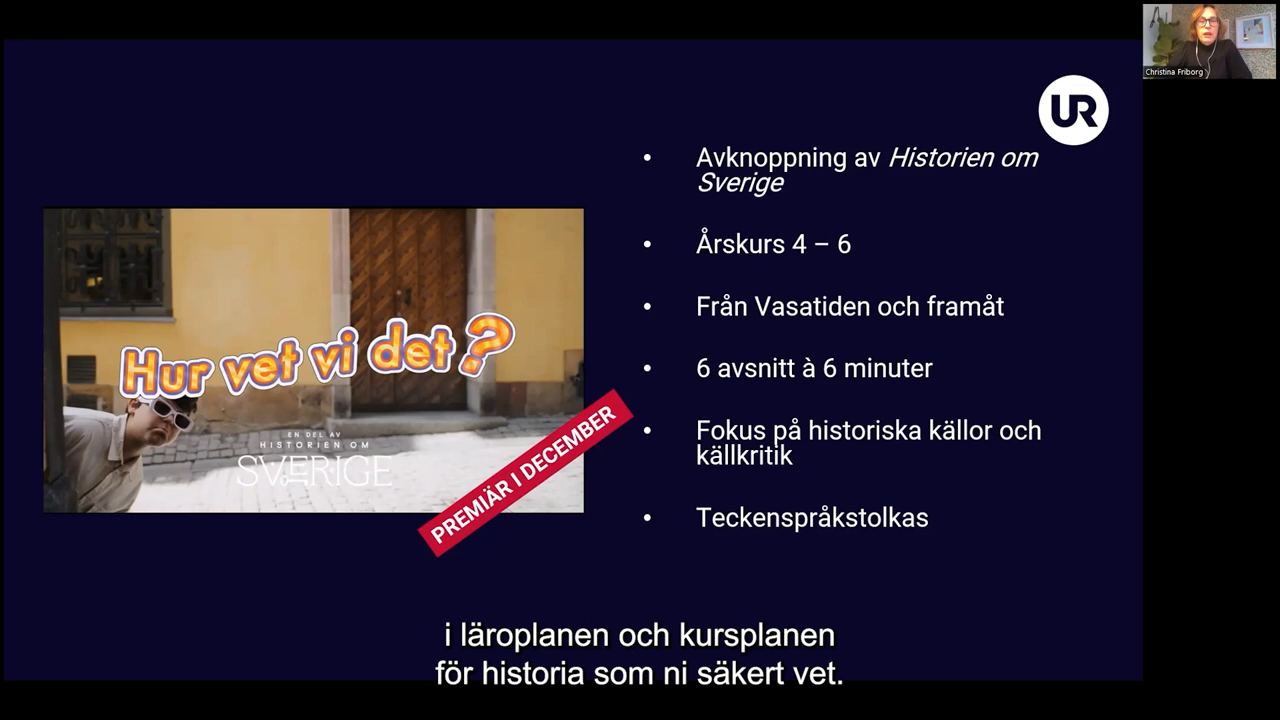 Christina Friborg
UR
• Avknoppning av Historien om
Sverige
• Årskurs 4 – 6
• Från Vasatiden och framåt
• 6 avsnitt à 6 minuter
• Fokus på historiska källor och
källkritik
• Teckenspråkstolkas
Hur vet vi det?
EN DEL AV
HISTORIEN OM
SVERIGE
PREMIÄR I DECEMBER
i läroplanen och kursplanen
för historia som ni säkert vet.